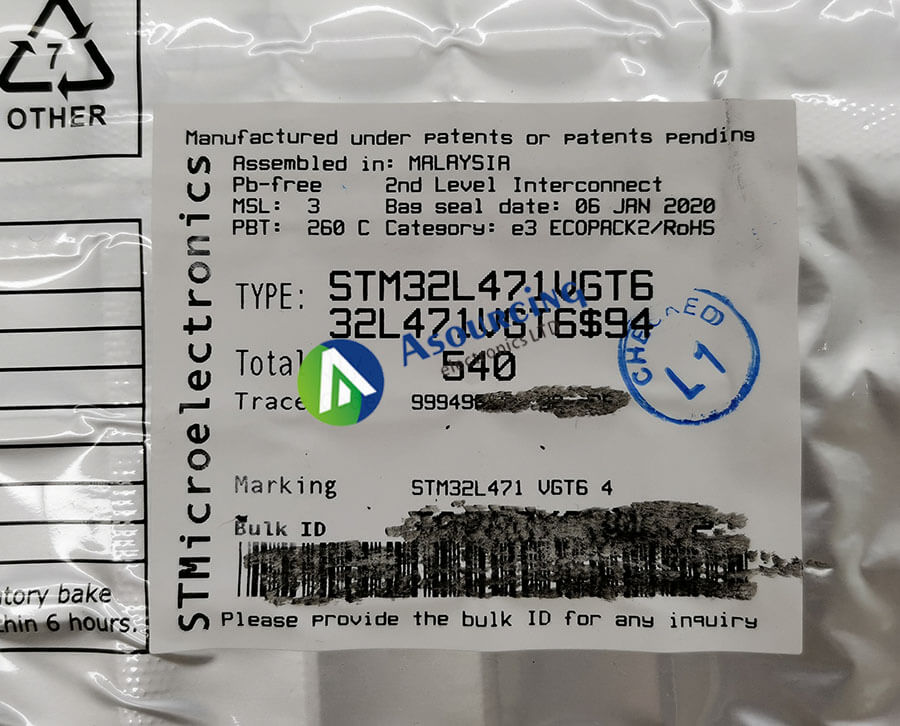 7
OTHER
Manufactured under patents or patents pending
STMicroelectronics
Assembled in: MALAYSIA
Pb-free 2nd Level Interconnect
MSL: 3 Bag seal date: 06 JAN 2020
PBT: 260 C Category: e3 ECOPACK2/RoHS
TYPE: STM32L471VGT6
32L471VGT6$94
Asourcing
electronics LTD
Total 540
CHECKED
L1
Trace 99949
Marking STM32L471 VGT6 4
Bulk ID
Please provide the bulk ID for any inquiry
bake
6 hours.